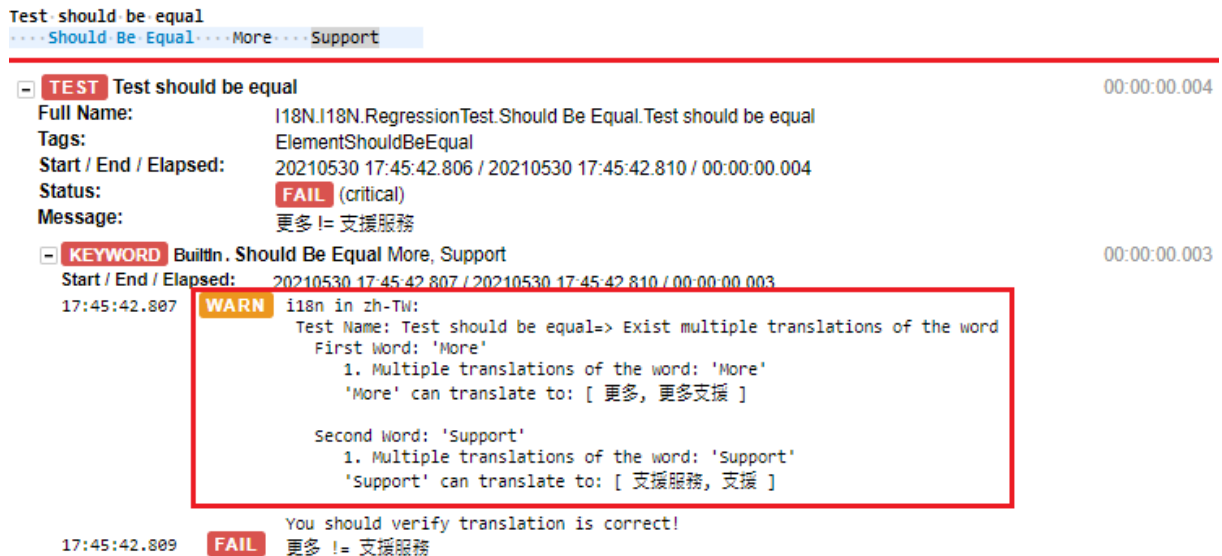 Test should be equal
Should Be Equal More Support
TEST Test should be equal 00:00:00.004
Full Name: I18N.I18N.RegressionTest.Should Be Equal.Test should be equal
Tags: ElementShouldBeEqual
Start / End / Elapsed: 20210530 17:45:42.806 / 20210530 17:45:42.810 / 00:00:00.004
Status: FAIL (critical)
Message: 更多 != 支援服務
KEYWORD BuiltIn. Should Be Equal More, Support 00:00:00.003
Start / End / Elapsed: 20210530 17:45:42.807 / 20210530 17:45:42.810 / 00:00:00.003
17:45:42.807 WARN i18n in zh-TW:
Test Name: Test should be equal=> Exist multiple translations of the word
First Word: 'More'
1. Multiple translations of the word: 'More'
'More' can translate to: [ 更多, 更多支援 ]
Second Word: 'Support'
1. Multiple translations of the word: 'Support'
'Support' can translate to: [ 支援服務, 支援 ]
You should verify translation is correct!
17:45:42.809 FAIL 更多 != 支援服務